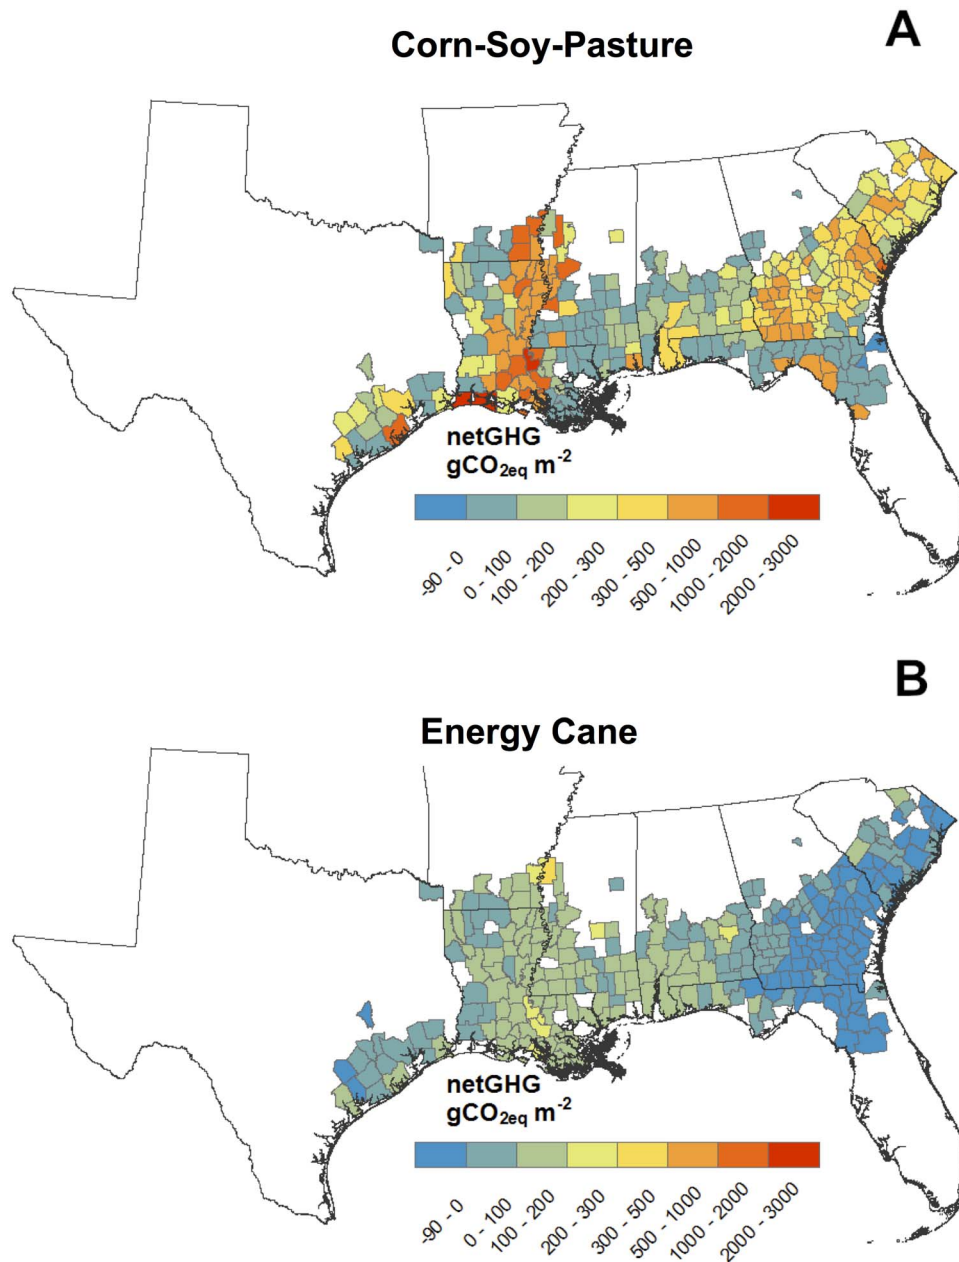 A
Corn-Soy-Pasture
netGHG
gCO2eq m-2
-90 - 0
0 - 100
100 - 200
200 - 300
300 - 500
500 - 1000
1000 - 2000
2000 - 3000
B
Energy Cane
netGHG
gCO2eq m-2
-90 - 0
0 - 100
100 - 200
200 - 300
300 - 500
500 - 1000
1000 - 2000
2000 - 3000